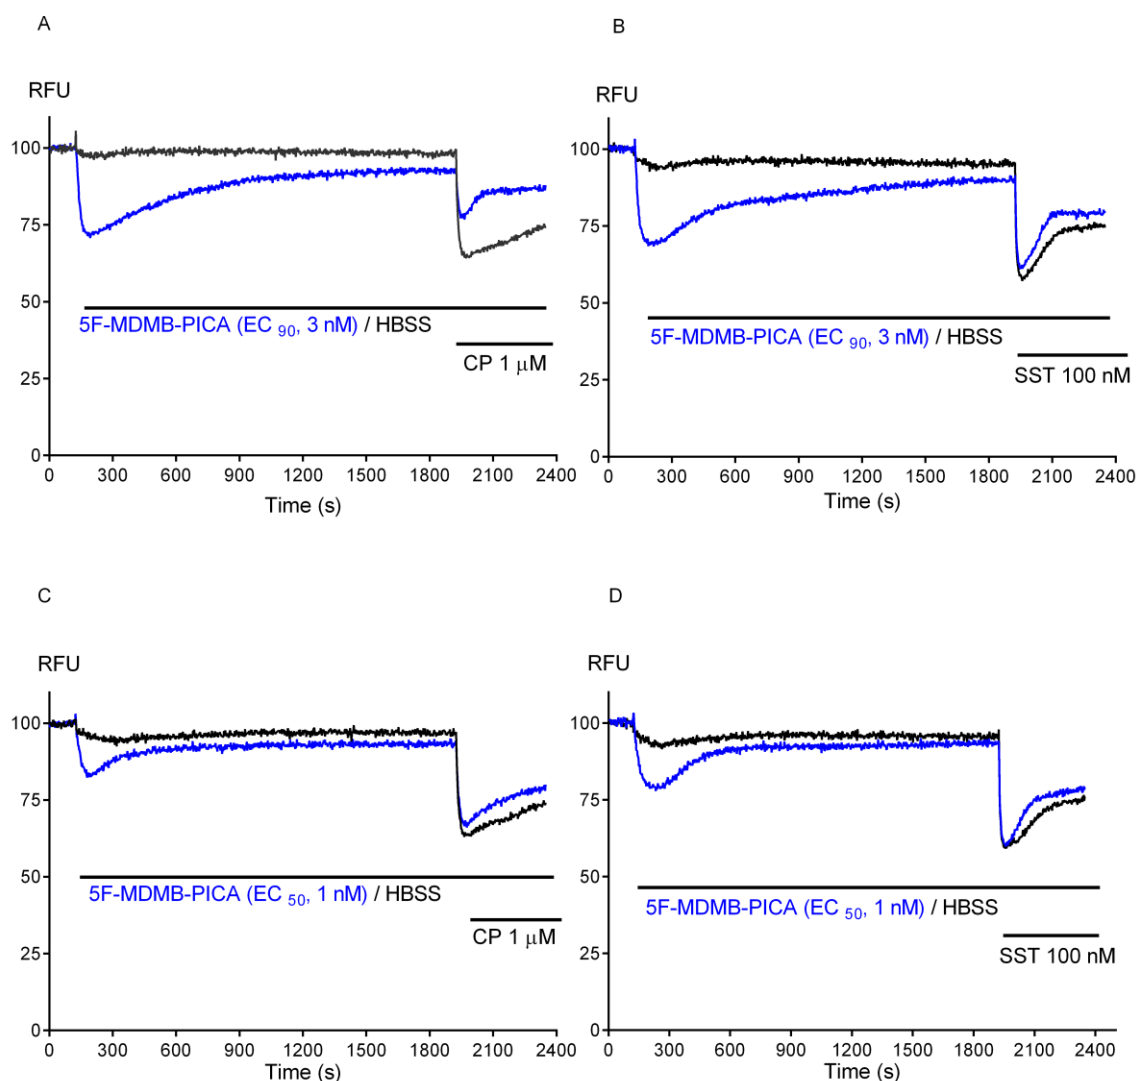 A
RFU
100
75
50
25
0
5F-MDMB-PICA (EC 90, 3 nM) / HBSS
CP 1 μM
0 300 600 900 1200 1500 1800 2100 2400
Time (s)
B
RFU
100
75
50
25
0
5F-MDMB-PICA (EC 90, 3 nM) / HBSS
SST 100 nM
0 300 600 900 1200 1500 1800 2100 2400
Time (s)
C
RFU
100
75
50
25
0
5F-MDMB-PICA (EC 50, 1 nM) / HBSS
CP 1 μM
0 300 600 900 1200 1500 1800 2100 2400
Time (s)
D
RFU
100
75
50
25
0
5F-MDMB-PICA (EC 50, 1 nM) / HBSS
SST 100 nM
0 300 600 900 1200 1500 1800 2100 2400
Time (s)